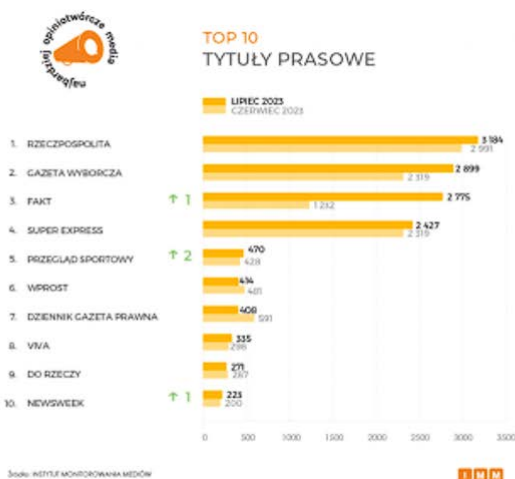 najbardziej opiniotwórcze media
TOP 10
TYTUŁY PRASOWE
LIPIEC 2023
CZERWIEC 2023
1. RZECZPOSPOLITA 3 184
2 991
2. GAZETA WYBORCZA 2 899
2 319
3. FAKT ↑ 1 2 775
1 232
4. SUPER EXPRESS 2 427
2 319
5. PRZEGLĄD SPORTOWY ↑ 2 470
428
6. WPROST 414
481
7. DZIENNIK GAZETA PRAWNA 408
591
8. VIVA 335
298
9. DO RZECZY 271
287
10. NEWSWEEK ↑ 1 223
200
0 500 1000 1500 2000 2500 3000 3500
Źródło: INSTYTUT MONITOROWANIA MEDIÓW
IMM